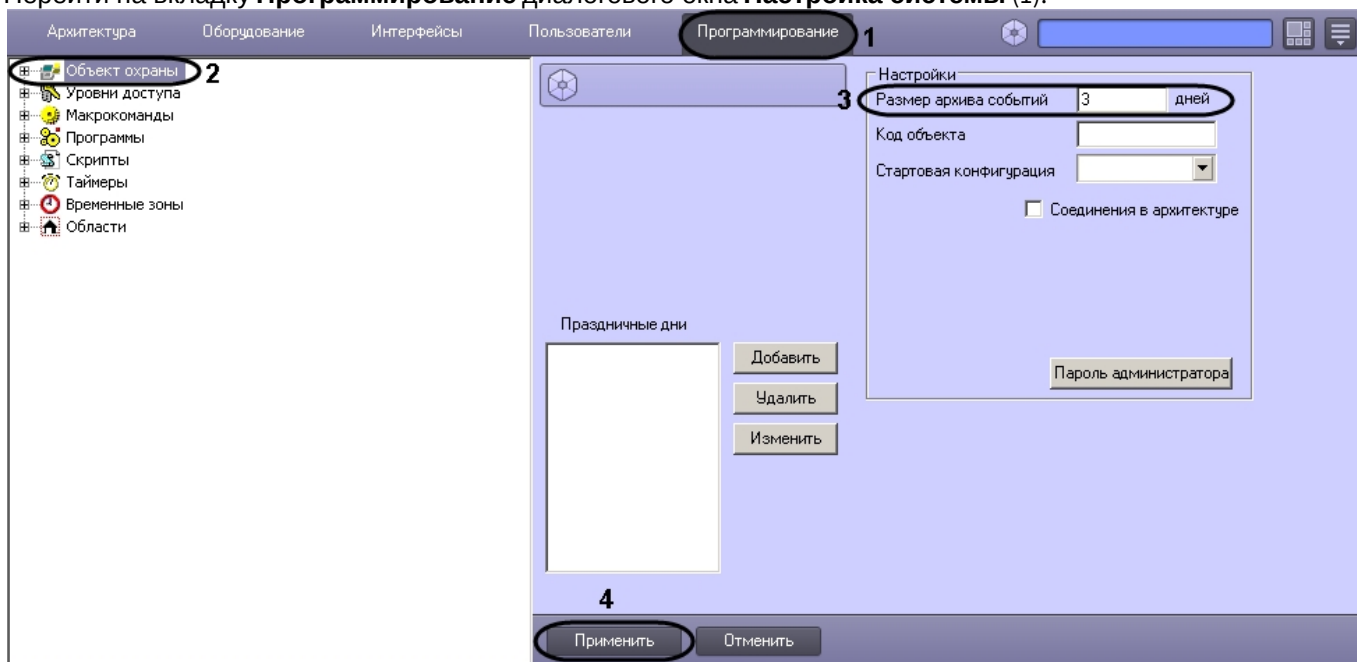 Перейти на вкладку Программирование диалогового окна Настройка системы (1).
Архитектура Оборудование Интерфейсы Пользователи Программирование 1
Объект охраны 2
Уровни доступа
Макрокоманды
Программы
Скрипты
Таймеры
Временные зоны
Области
Настройки
3 Размер архива событий 3 дней
Код объекта
Стартовая конфигурация
Соединения в архитектуре
Пароль администратора
Праздничные дни
Добавить
Удалить
Изменить
4
Применить Отменить